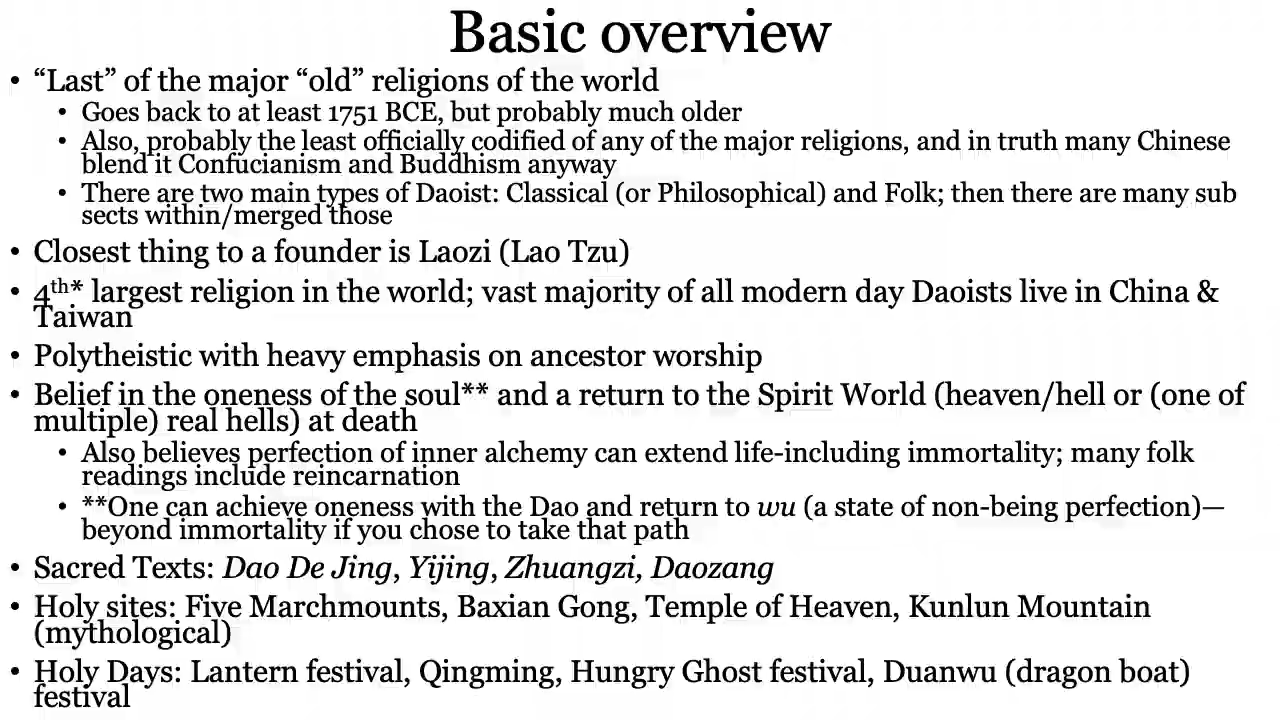 Basic overview
• “Last” of the major “old” religions of the world
• Goes back to at least 1751 BCE, but probably much older
• Also, probably the least officially codified of any of the major religions, and in truth many Chinese
blend it Confucianism and Buddhism anyway
• There are two main types of Daoist: Classical (or Philosophical) and Folk; then there are many sub
sects within/merged those
• Closest thing to a founder is Laozi (Lao Tzu)
• 4th* largest religion in the world; vast majority of all modern day Daoists live in China &
Taiwan
• Polytheistic with heavy emphasis on ancestor worship
• Belief in the oneness of the soul** and a return to the Spirit World (heaven/hell or (one of
multiple) real hells) at death
• Also believes perfection of inner alchemy can extend life-including immortality; many folk
readings include reincarnation
• **One can achieve oneness with the Dao and return to wu (a state of non-being perfection)—
beyond immortality if you chose to take that path
• Sacred Texts: Dao De Jing, Yijing, Zhuangzi, Daozang
• Holy sites: Five Marchmounts, Baxian Gong, Temple of Heaven, Kunlun Mountain
(mythological)
• Holy Days: Lantern festival, Qingming, Hungry Ghost festival, Duanwu (dragon boat)
festival